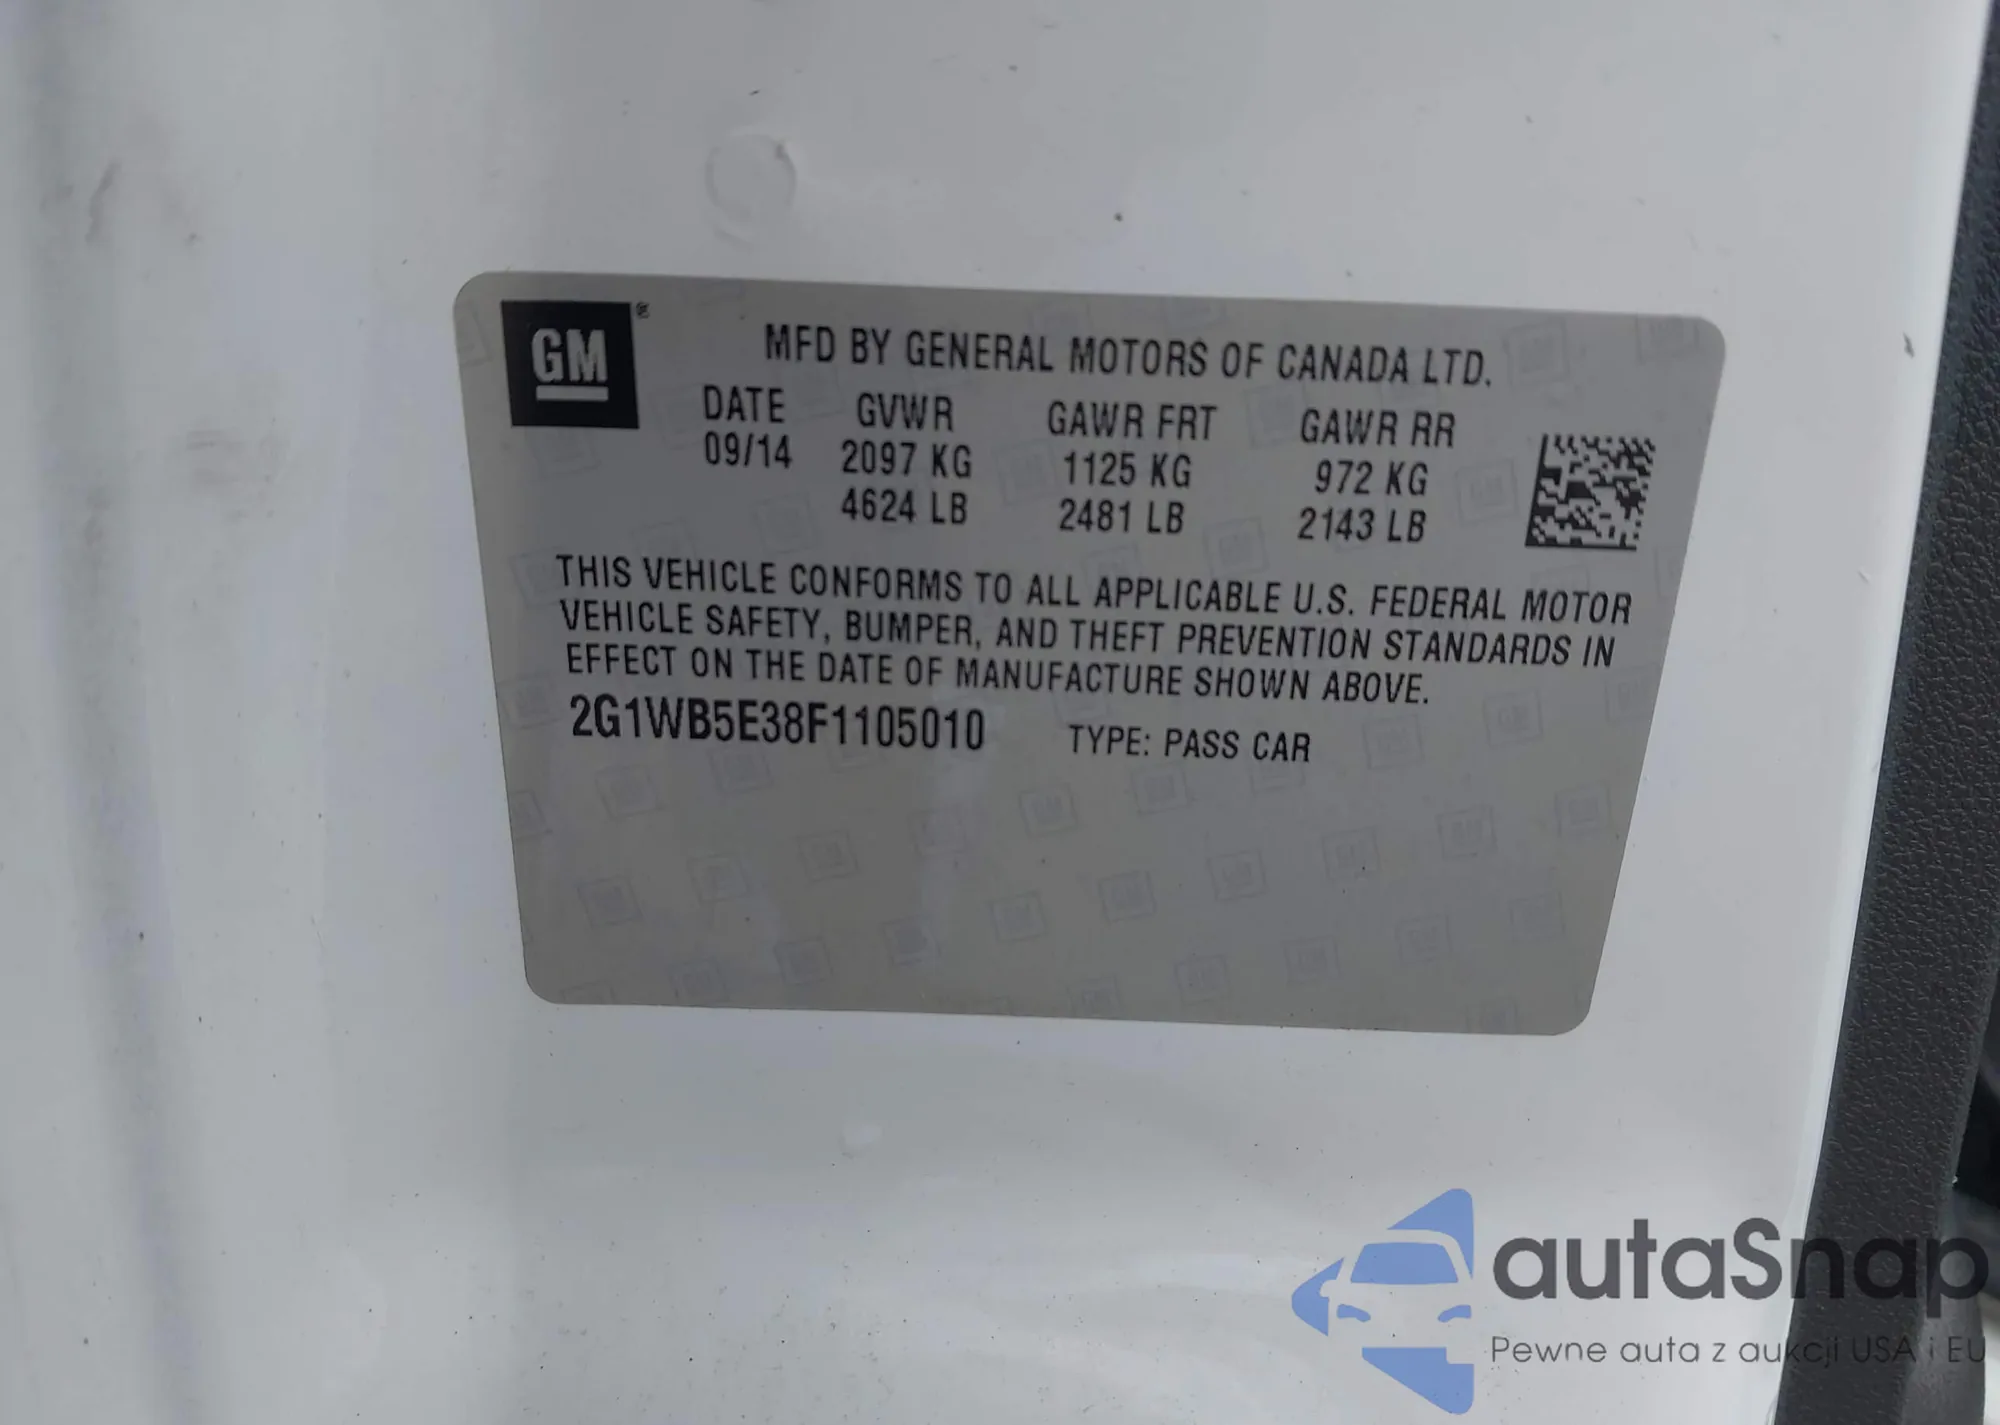 GM ®
MFD BY GENERAL MOTORS OF CANADA LTD.
DATE GVWR GAWR FRT GAWR RR
09/14 2097 KG 1125 KG 972 KG
4624 LB 2481 LB 2143 LB
THIS VEHICLE CONFORMS TO ALL APPLICABLE U.S. FEDERAL MOTOR
VEHICLE SAFETY, BUMPER, AND THEFT PREVENTION STANDARDS IN
EFFECT ON THE DATE OF MANUFACTURE SHOWN ABOVE.
2G1WB5E38F1105010 TYPE: PASS CAR
autaSnap
Pewne auta z aukcji USA i EU